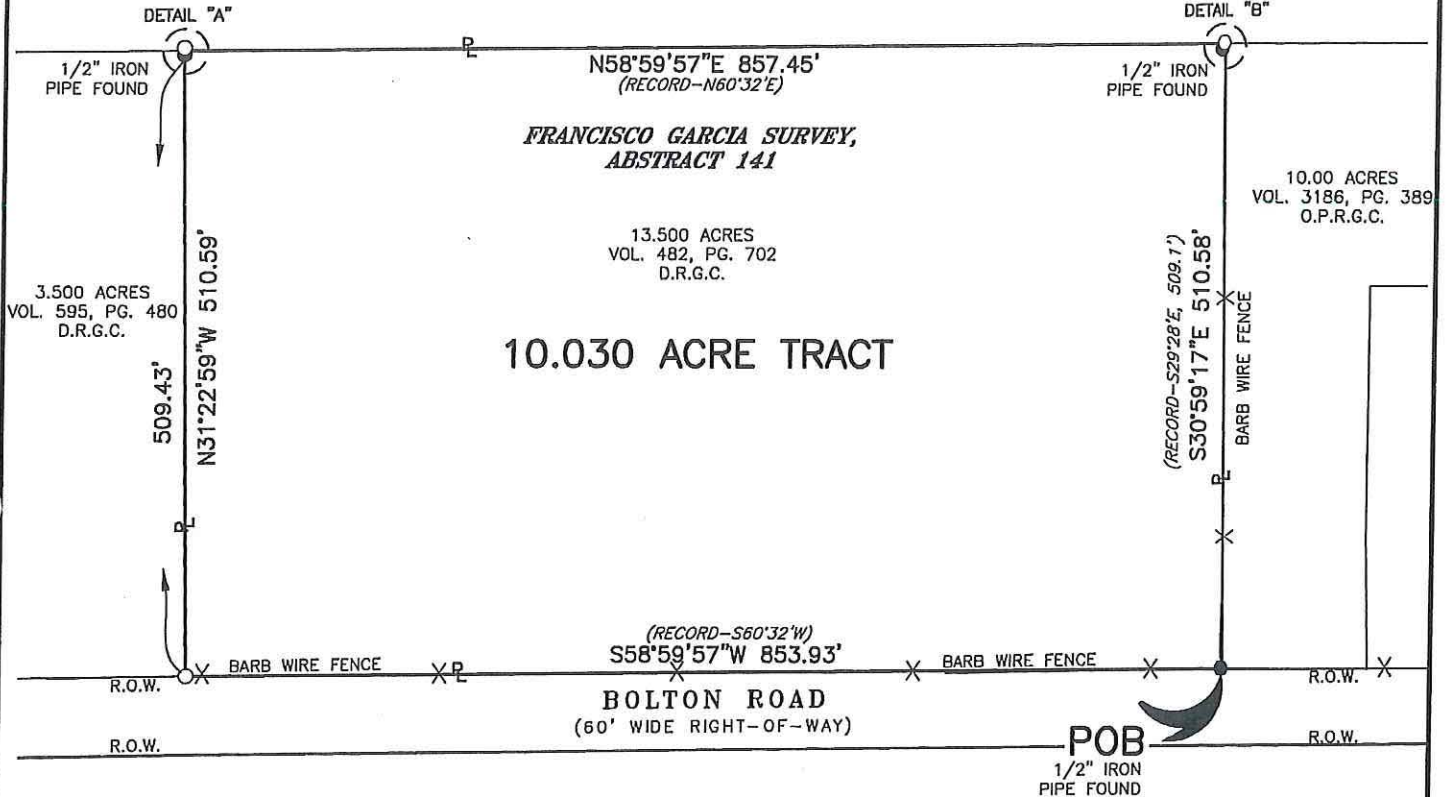 DETAIL "A"
DETAIL "B"
1/2" IRON
PIPE FOUND
P
L
N58°59'57"E 857.45'
(RECORD-N60°32'E)
1/2" IRON
PIPE FOUND
FRANCISCO GARCIA SURVEY,
ABSTRACT 141
10.00 ACRES
VOL. 3186, PG. 389
O.P.R.G.C.
13.500 ACRES
VOL. 482, PG. 702
D.R.G.C.
3.500 ACRES
VOL. 595, PG. 480
D.R.G.C.
509.43'
N31°22'59"W 510.59'
10.030 ACRE TRACT
(RECORD-S29°28'E, 509.1')
S30°59'17"E 510.58'
BARB WIRE FENCE
P
L
P
L
(RECORD-S60°32'W)
S58°59'57"W 853.93'
BARB WIRE FENCE
P
L
BARB WIRE FENCE
R.O.W.
R.O.W.
BOLTON ROAD
(60' WIDE RIGHT-OF-WAY)
R.O.W.
R.O.W.
POB
1/2" IRON
PIPE FOUND